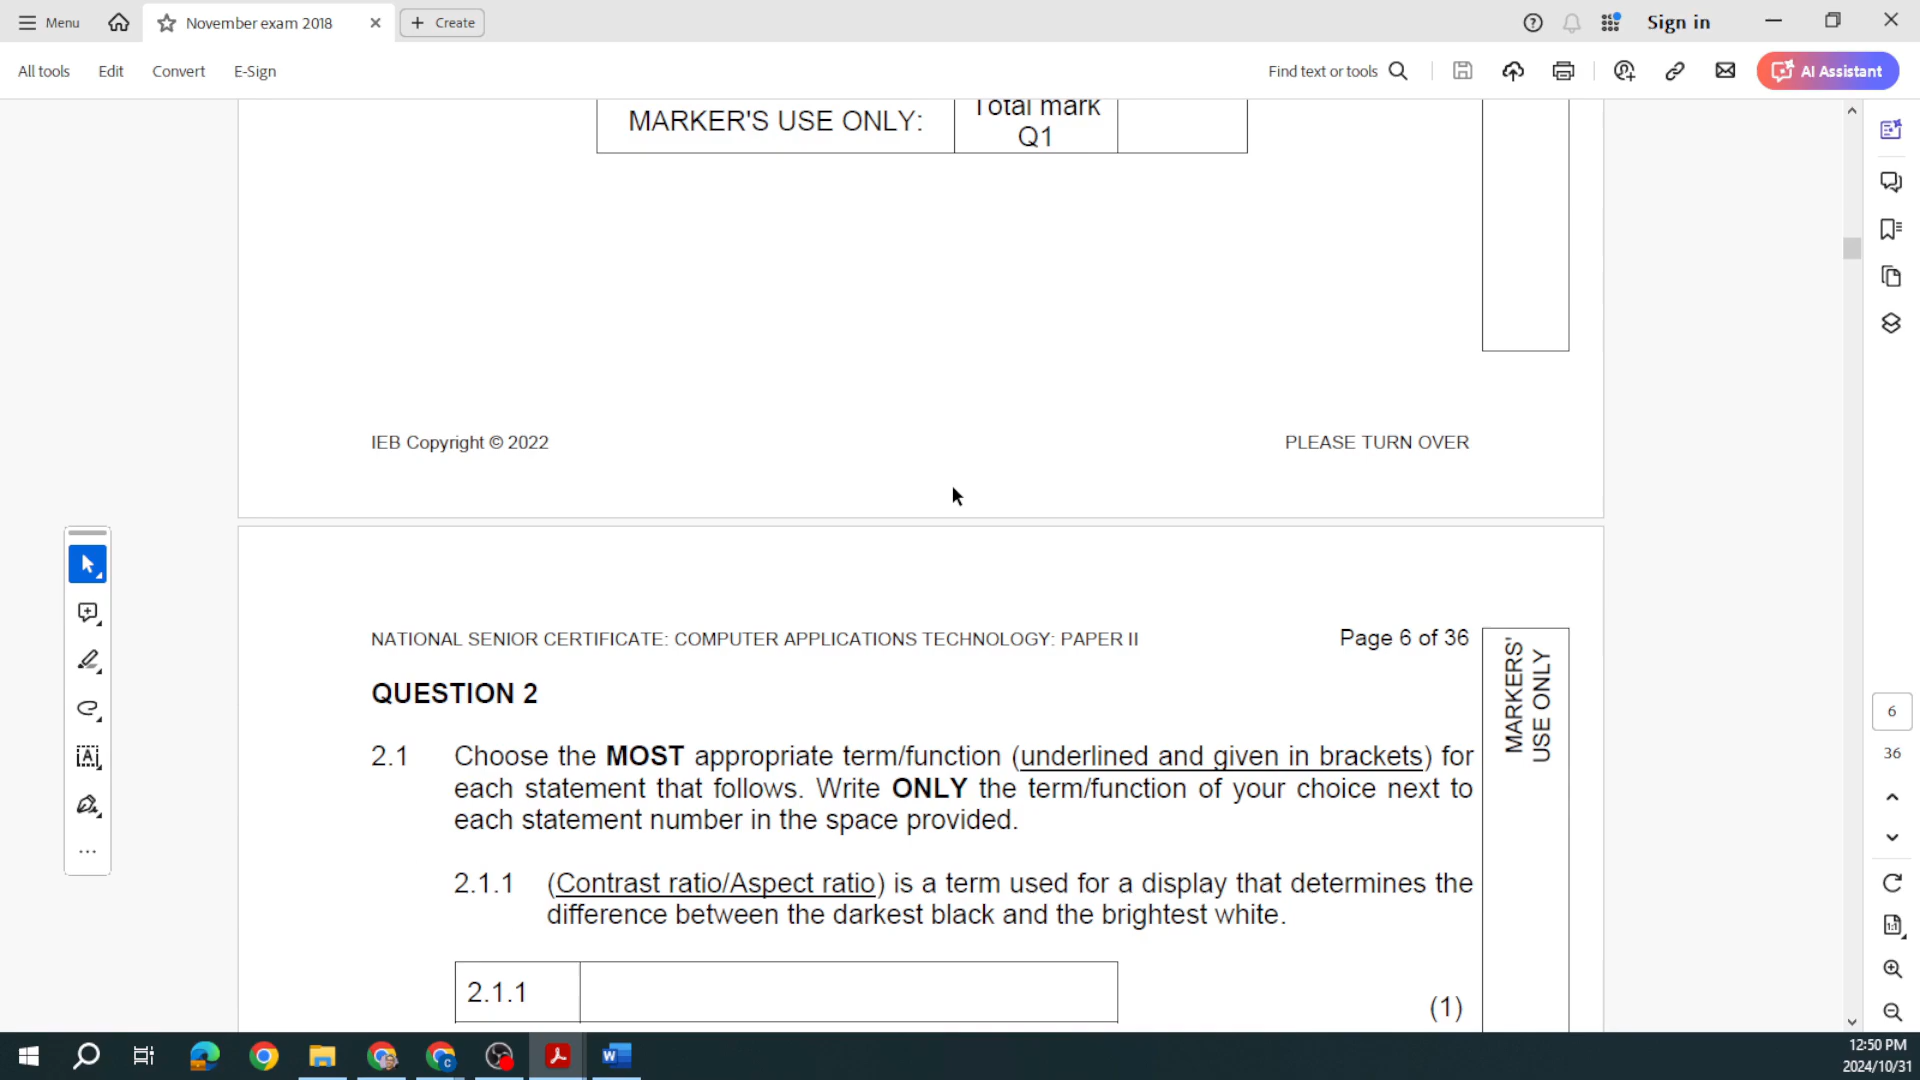 Menu
November exam 2018
Create
Sign in
All tools
Edit
Convert
E-Sign
Find text or tools
AI Assistant
MARKER'S USE ONLY:
Total mark
Q1
IEB Copyright © 2022
PLEASE TURN OVER
NATIONAL SENIOR CERTIFICATE: COMPUTER APPLICATIONS TECHNOLOGY: PAPER II
Page 6 of 36
MARKERS'
USE ONLY
QUESTION 2
2.1 Choose the MOST appropriate term/function (underlined and given in brackets) for
each statement that follows. Write ONLY the term/function of your choice next to
each statement number in the space provided.
2.1.1 (Contrast ratio/Aspect ratio) is a term used for a display that determines the
difference between the darkest black and the brightest white.
2.1.1
(1)
6
36
12:50 PM
2024/10/31